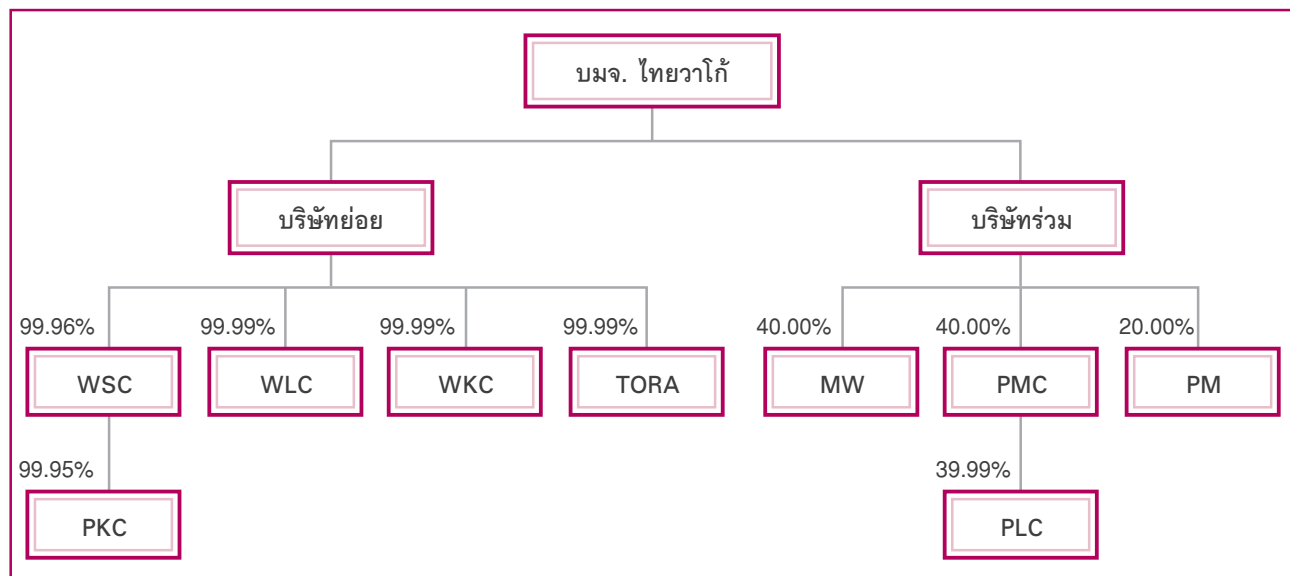 บมจ. ไทยวาโก้
บริษัทย่อย
บริษัทร่วม
99.96%
99.99%
99.99%
99.99%
40.00%
40.00%
20.00%
WSC
WLC
WKC
TORA
MW
PMC
PM
99.95%
39.99%
PKC
PLC